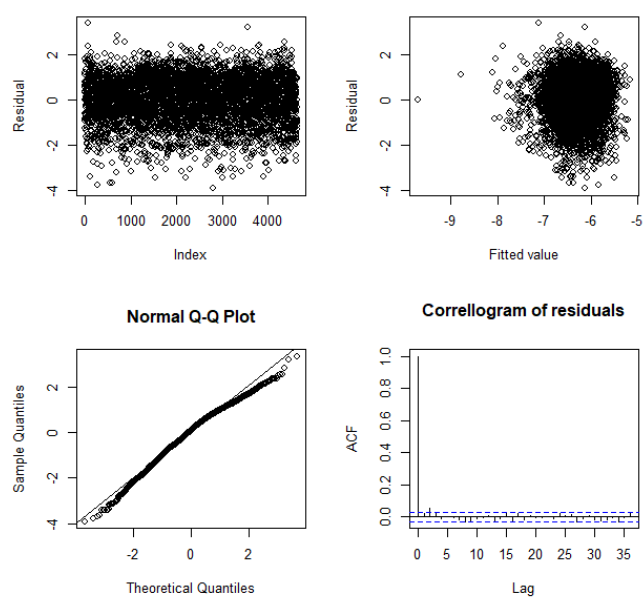 Residual
2
0
-2
-4
0 1000 2000 3000 4000
Index
Residual
2
0
-2
-4
-9 -8 -7 -6 -5
Fitted value
Normal Q-Q Plot
Sample Quantiles
2
0
-2
-4
-2 0 2
Theoretical Quantiles
Correllogram of residuals
ACF
1.0
0.8
0.6
0.4
0.2
0.0
0 5 10 15 20 25 30 35
Lag